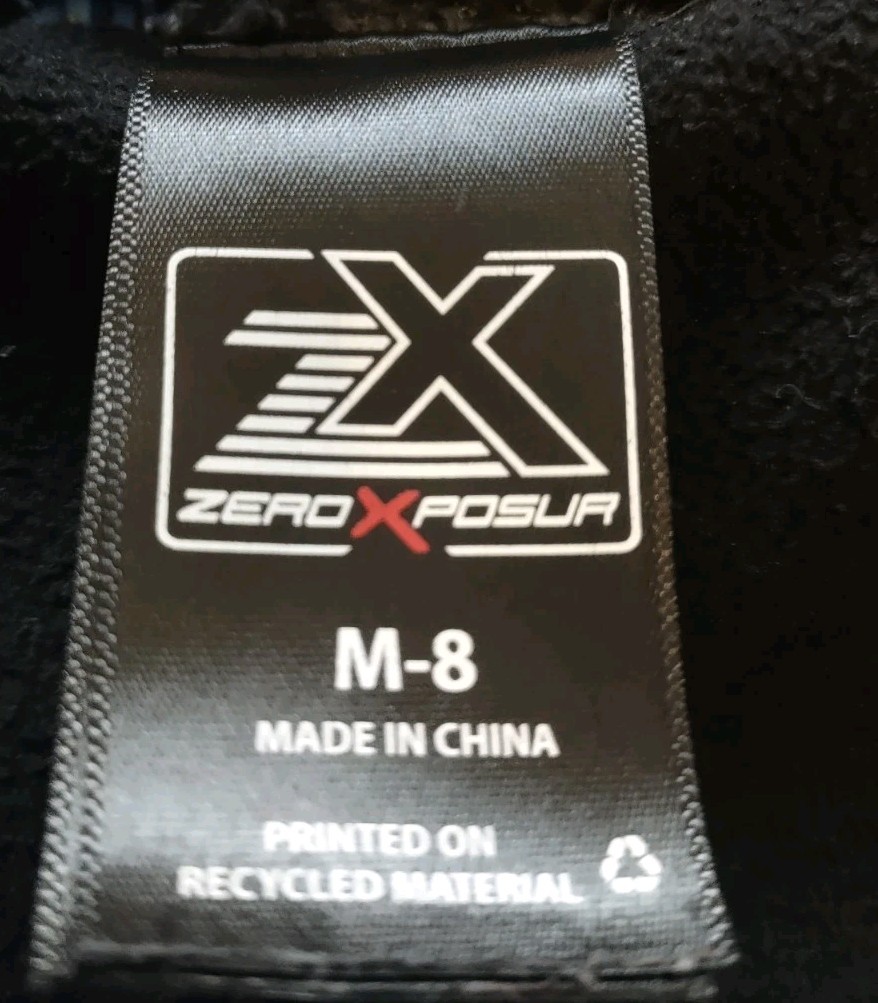 ZX
ZEROXPOSUR
M-8
MADE IN CHINA
PRINTED ON
RECYCLED MATERIAL